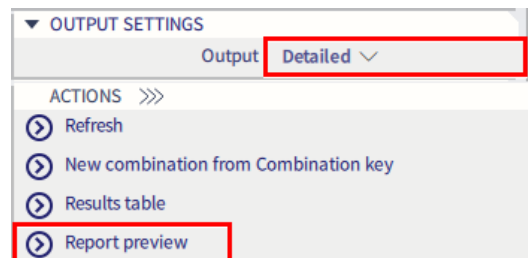 OUTPUT SETTINGS
Output Detailed
ACTIONS >>>
Refresh
New combination from Combination key
Results table
Report preview